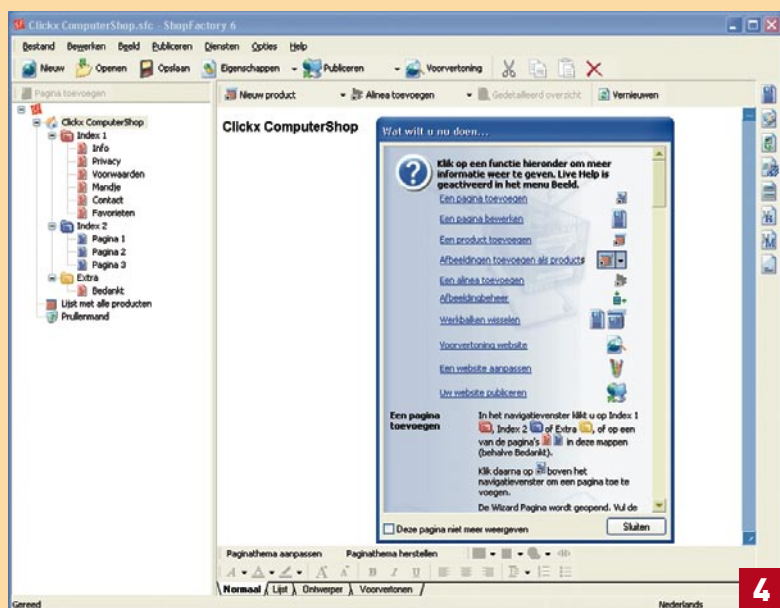 Clickx ComputerShop.sfc - ShopFactory 6
Bestand Bewerken Beeld Publiceren Diensten Opties Help
Nieuw Openen Opslaan Eigenschappen Publiceren Voorvertoning
Pagina toevoegen
Nieuw product Alinea toevoegen Gedetailleerd overzicht Vernieuwen
Clickx ComputerShop
Index 1
Info
Privacy
Voorwaarden
Mandje
Contact
Favorieten
Index 2
Pagina 1
Pagina 2
Pagina 3
Extra
Bedankt
Lijst met alle producten
Prullenmand
Clickx ComputerShop
Wat wilt u nu doen...
Klik op een functie hieronder om meer
informatie weer te geven. Live Help is
geactiveerd in het menu Beeld.
Een pagina toevoegen
Een pagina bewerken
Een product toevoegen
Afbeeldingen toevoegen als products
Een alinea toevoegen
Afbeeldingbeheer
Werkbalken wisselen
Voorvertoning website
Een website aanpassen
Uw website publiceren
Een pagina
toevoegen
In het navigatievenster klikt u op Index 1
, Index 2 of Extra , of op een
van de pagina's in deze mappen
(behalve Bedankt).
Klik daarna op boven het
navigatievenster om een pagina toe te
voegen.
De Wizard Pagina wordt geopend. Vul de
Deze pagina niet meer weergeven
Sluiten
Paginathema aanpassen Paginathema herstellen
A A A B I U
Normaal Lijst Ontwerper Voorvertonen
Gereed
Nederlands
4